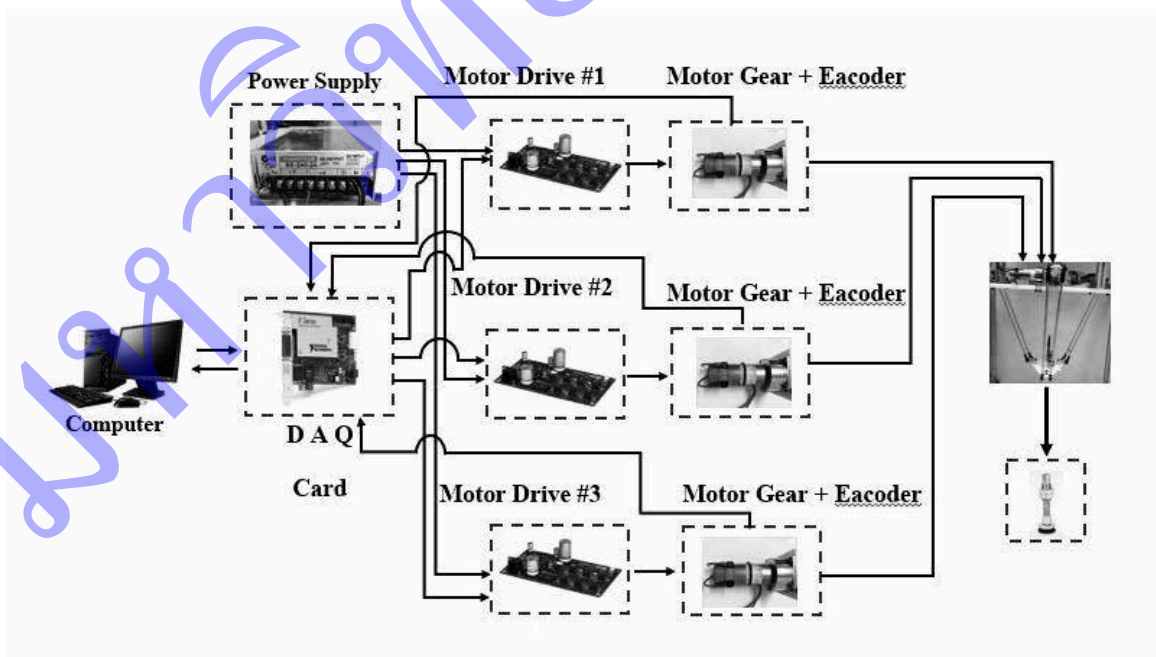 Power Supply
Motor Drive #1
Motor Gear + Eacoder
Motor Drive #2
Motor Gear + Eacoder
Computer
D A Q
Card
Motor Drive #3
Motor Gear + Eacoder